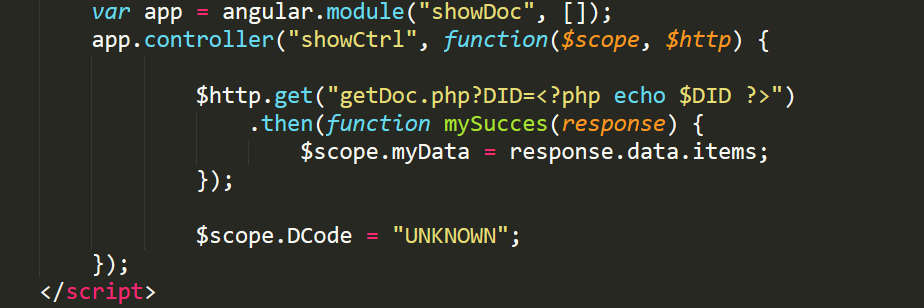 var app = angular.module("showDoc", []);
app.controller("showCtrl", function($scope, $http) {
$http.get("getDoc.php?DID=<?php echo $DID ?>")
.then(function mySucces(response) {
$scope.myData = response.data.items;
});
$scope.DCode = "UNKNOWN";
});
</script>